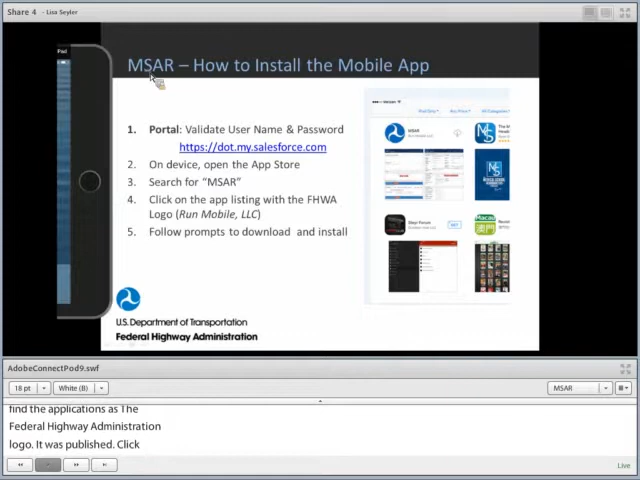 Share 4 - Lisa Seyler
Pad
MSAR – How to Install the Mobile App
1. Portal: Validate User Name & Password
https://dot.my.salesforce.com
2. On device, open the App Store
3. Search for “MSAR”
4. Click on the app listing with the FHWA
Logo (Run Mobile, LLC)
5. Follow prompts to download and install
MSAR
U.S. Department of Transportation
Federal Highway Administration
AdobeConnectPod9.swf
18 pt
White (B)
MSAR
find the applications as The
Federal Highway Administration
logo. It was published. Click
Live